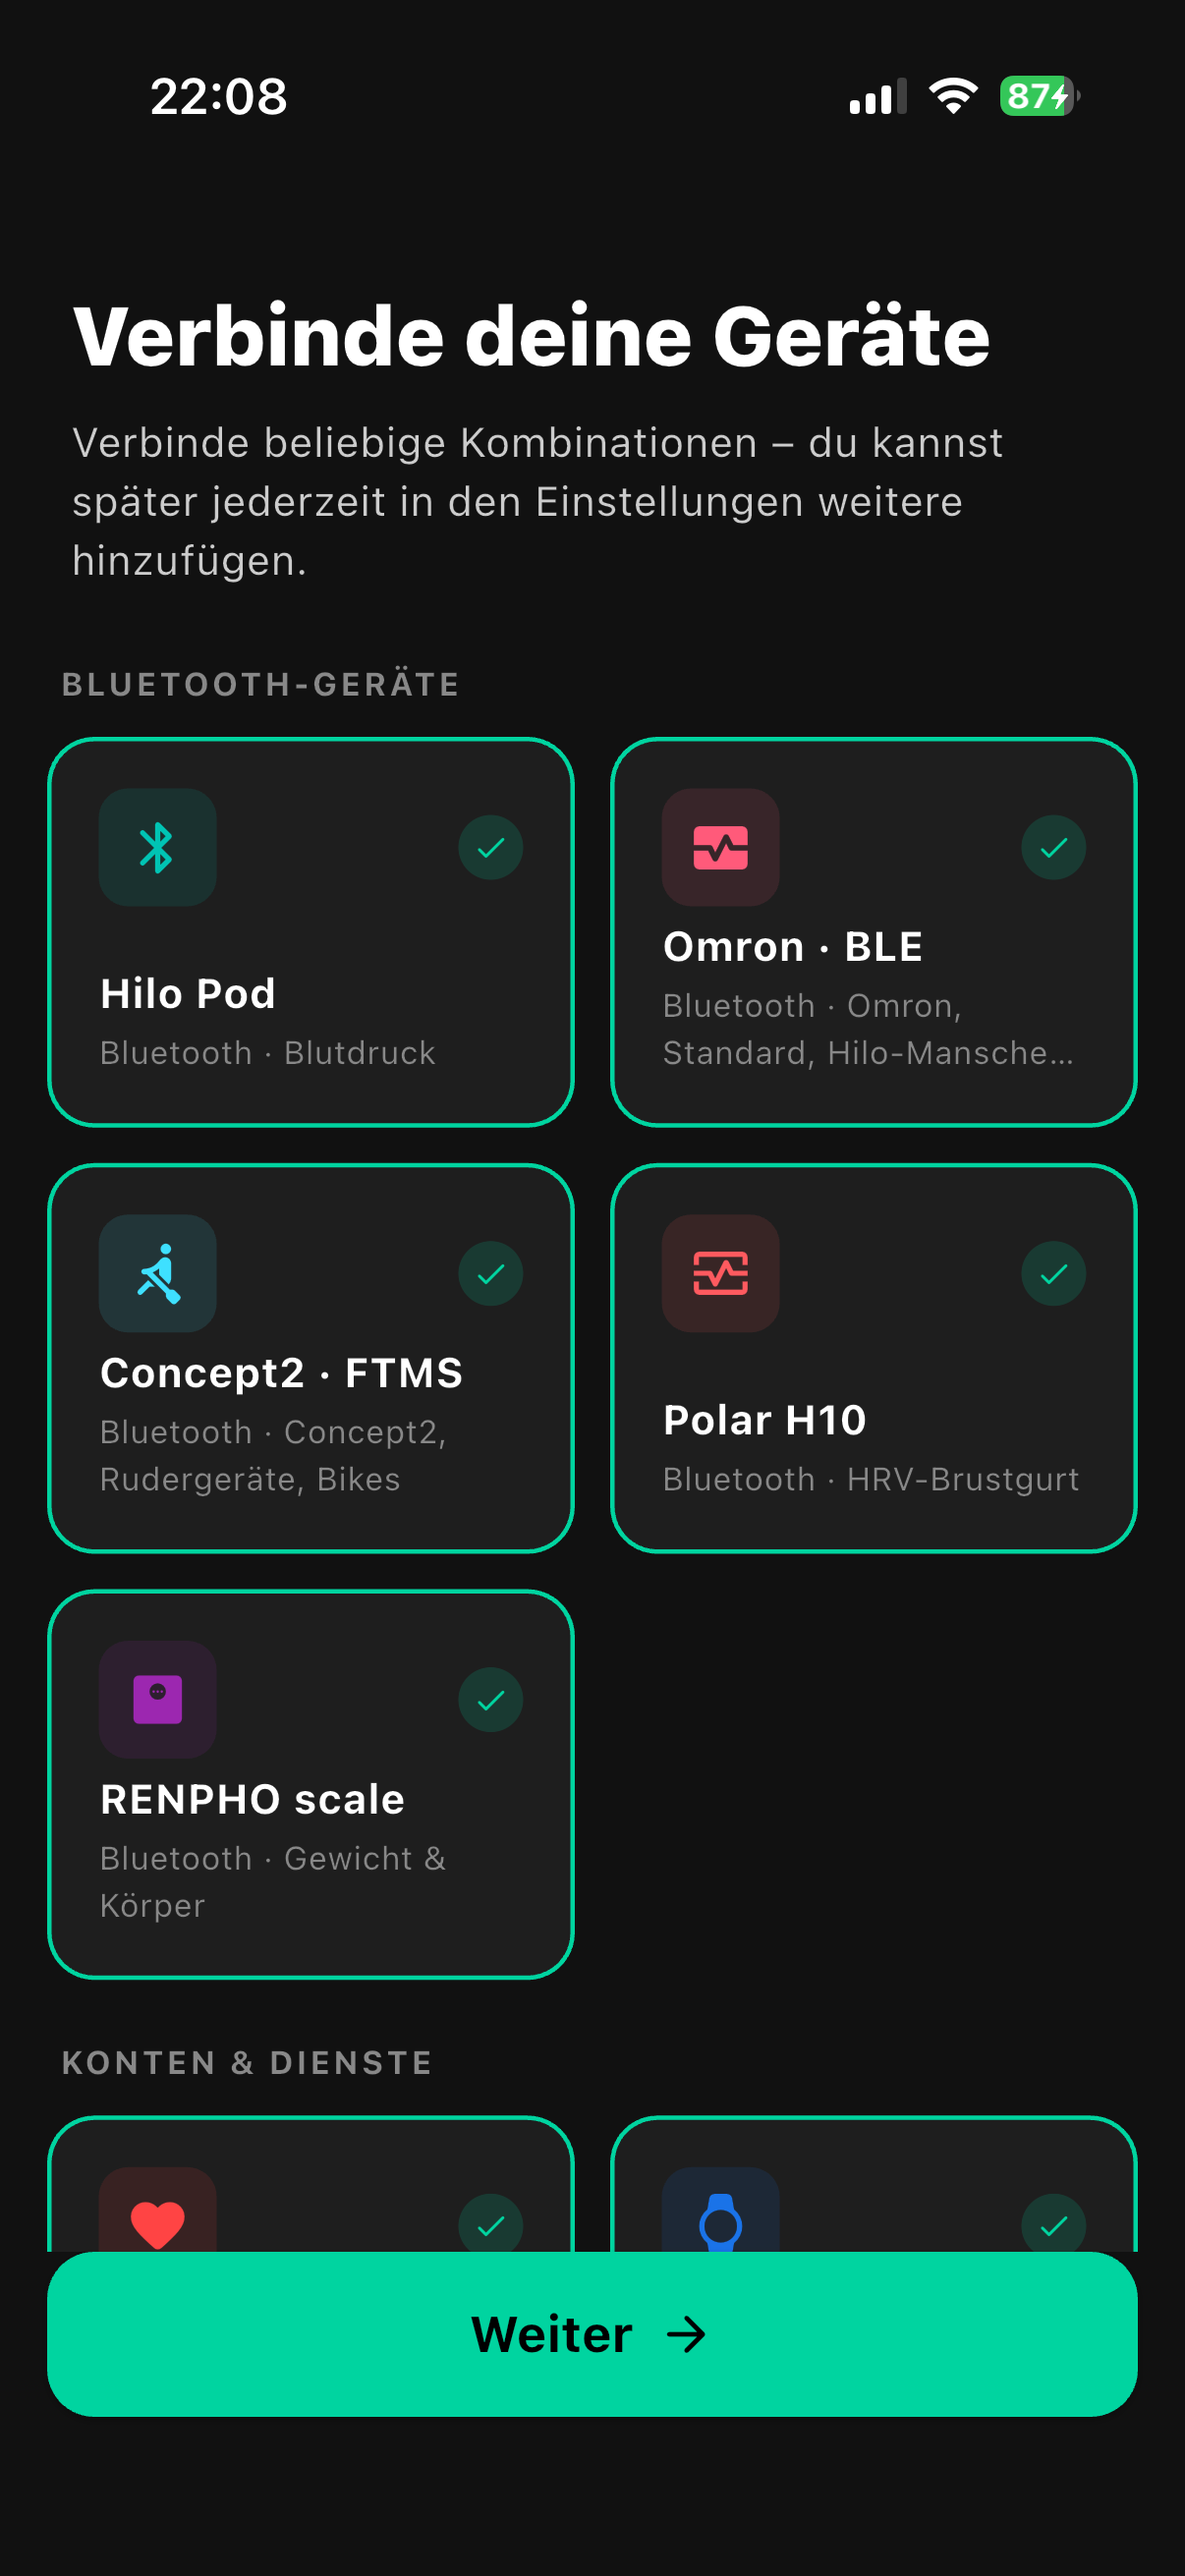 22:08
87
Verbinde deine Geräte
Verbinde beliebige Kombinationen – du kannst
später jederzeit in den Einstellungen weitere
hinzufügen.
BLUETOOTH-GERÄTE
Hilo Pod
Bluetooth · Blutdruck
Omron · BLE
Bluetooth · Omron,
Standard, Hilo-Mansche...
Concept2 · FTMS
Bluetooth · Concept2,
Rudergeräte, Bikes
Polar H10
Bluetooth · HRV-Brustgurt
RENPHO scale
Bluetooth · Gewicht &
Körper
KONTEN & DIENSTE
Weiter →